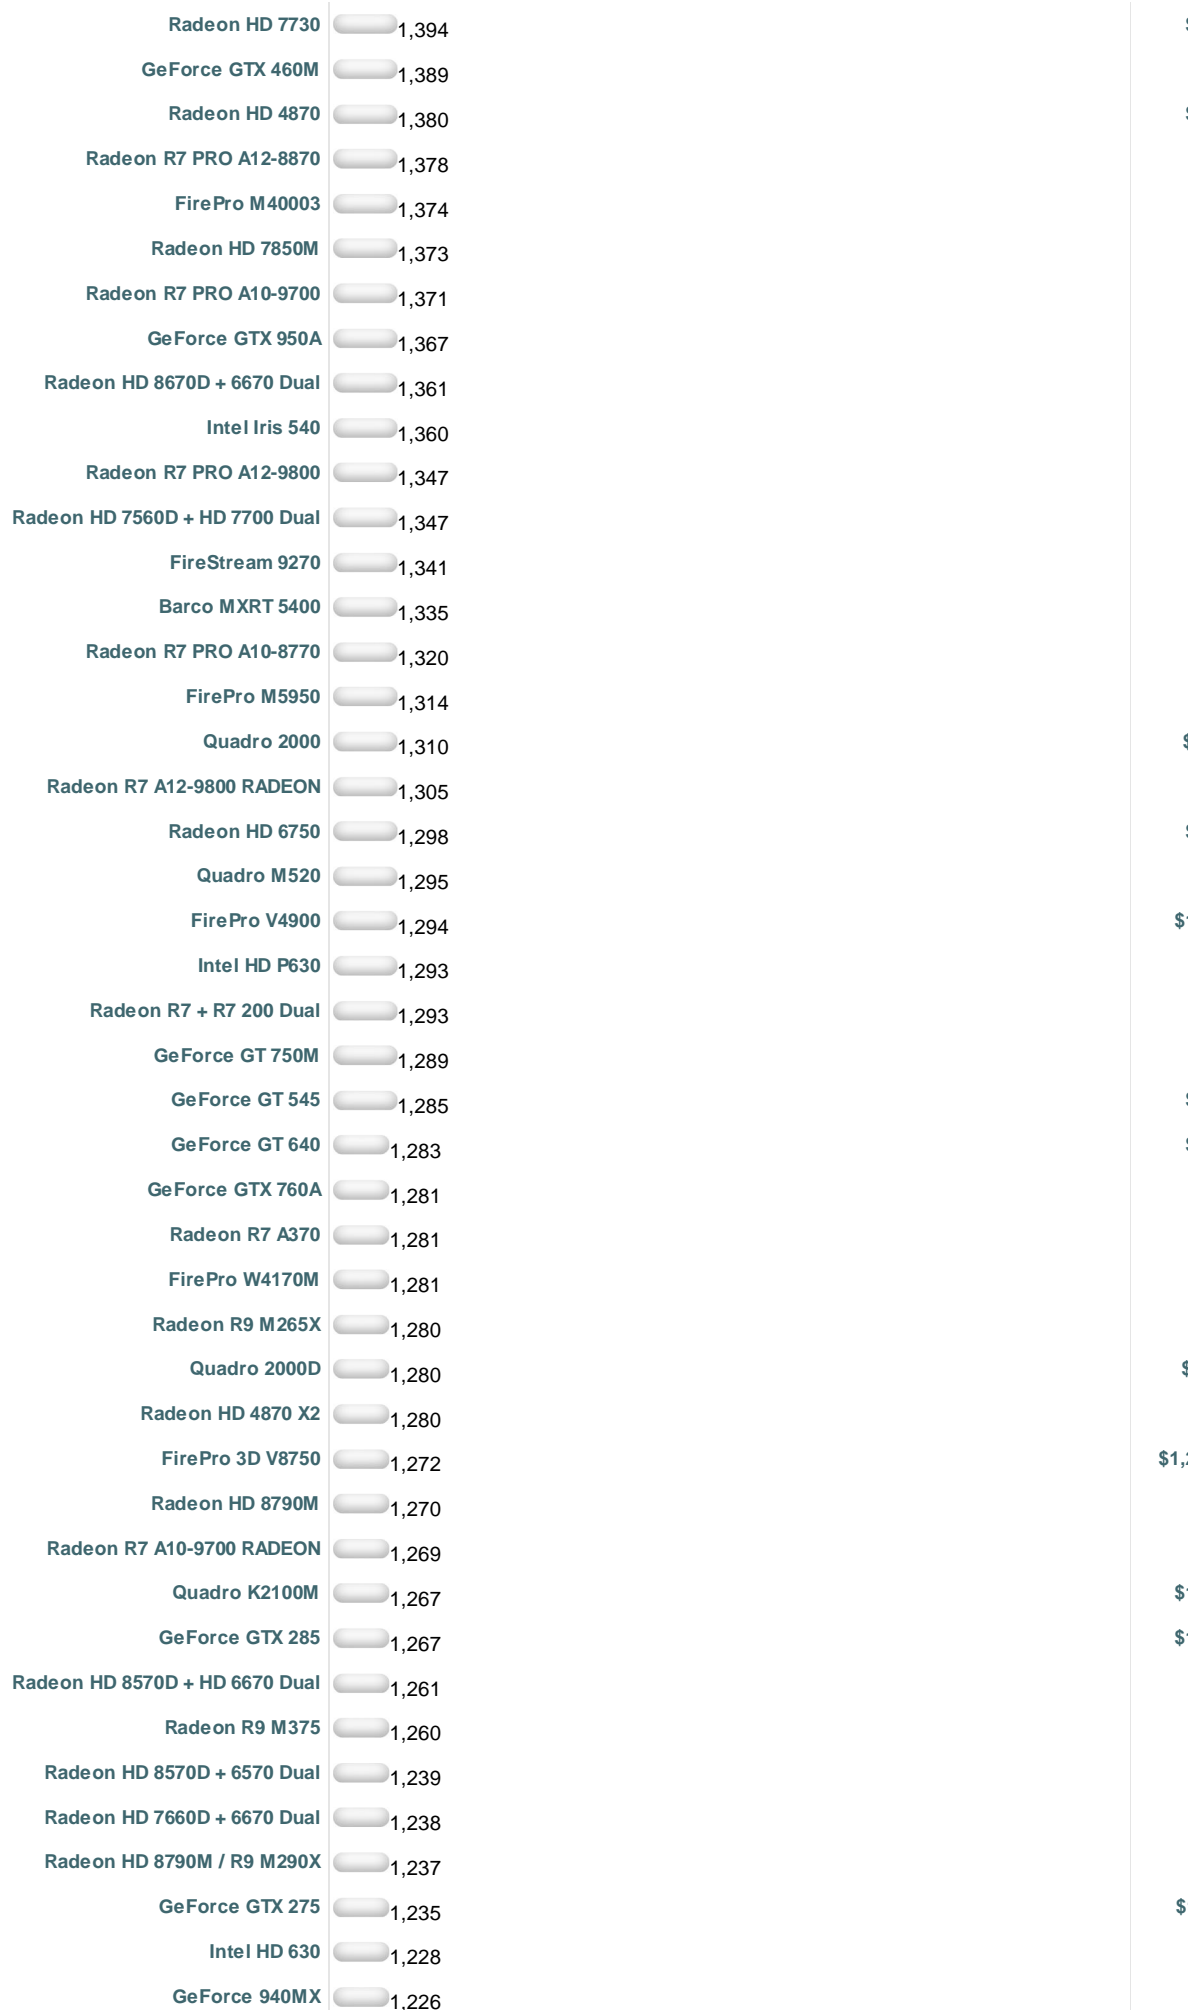 Radeon HD 7730 1,394 $
GeForce GTX 460M 1,389
Radeon HD 4870 1,380 $
Radeon R7 PRO A12-8870 1,378
FirePro M40003 1,374
Radeon HD 7850M 1,373
Radeon R7 PRO A10-9700 1,371
GeForce GTX 950A 1,367
Radeon HD 8670D + 6670 Dual 1,361
Intel Iris 540 1,360
Radeon R7 PRO A12-9800 1,347
Radeon HD 7560D + HD 7700 Dual 1,347
FireStream 9270 1,341
Barco MXRT 5400 1,335
Radeon R7 PRO A10-8770 1,320
FirePro M5950 1,314
Quadro 2000 1,310 $
Radeon R7 A12-9800 RADEON 1,305
Radeon HD 6750 1,298 $
Quadro M520 1,295
FirePro V4900 1,294 $1
Intel HD P630 1,293
Radeon R7 + R7 200 Dual 1,293
GeForce GT 750M 1,289
GeForce GT 545 1,285 $
GeForce GT 640 1,283 $
GeForce GTX 760A 1,281
Radeon R7 A370 1,281
FirePro W4170M 1,281
Radeon R9 M265X 1,280
Quadro 2000D 1,280 $
Radeon HD 4870 X2 1,280
FirePro 3D V8750 1,272 $1,2
Radeon HD 8790M 1,270
Radeon R7 A10-9700 RADEON 1,269
Quadro K2100M 1,267 $1
GeForce GTX 285 1,267 $1
Radeon HD 8570D + HD 6670 Dual 1,261
Radeon R9 M375 1,260
Radeon HD 8570D + 6570 Dual 1,239
Radeon HD 7660D + 6670 Dual 1,238
Radeon HD 8790M / R9 M290X 1,237
GeForce GTX 275 1,235 $
Intel HD 630 1,228
GeForce 940MX 1,226